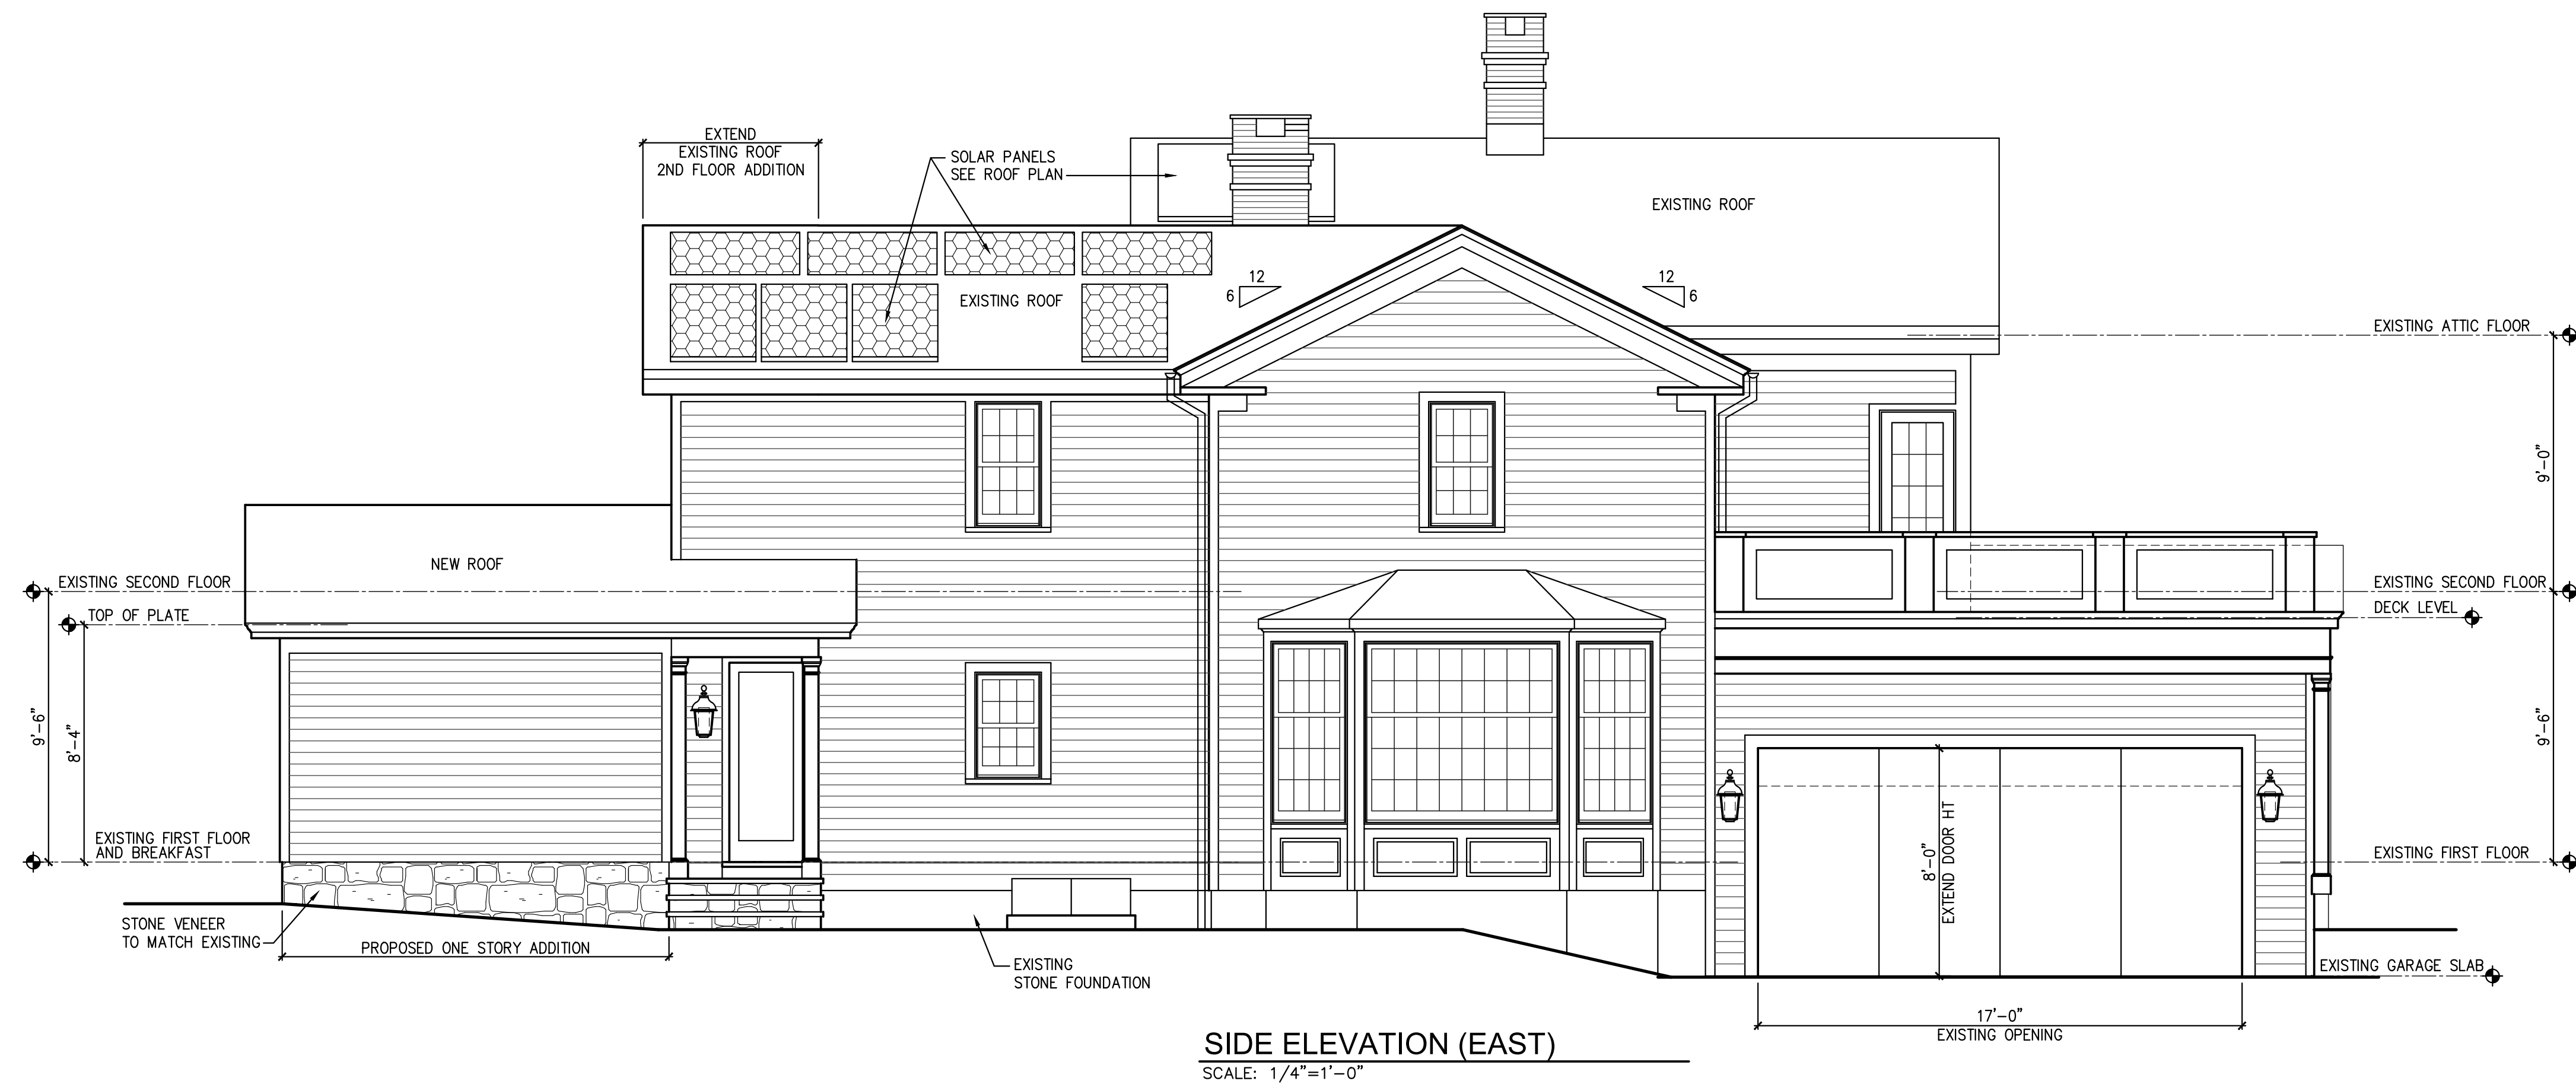 EXTEND
EXISTING ROOF
2ND FLOOR ADDITION
SOLAR PANELS
SEE ROOF PLAN
EXISTING ROOF
EXISTING ROOF
12
6
12
6
EXISTING ATTIC FLOOR
9'-0"
NEW ROOF
EXISTING SECOND FLOOR
TOP OF PLATE
EXISTING SECOND FLOOR
DECK LEVEL
9'-6"
8'-4"
9'-6"
EXISTING FIRST FLOOR
AND BREAKFAST
EXISTING FIRST FLOOR
8'-0"
EXTEND DOOR HT
STONE VENEER
TO MATCH EXISTING
PROPOSED ONE STORY ADDITION
EXISTING
STONE FOUNDATION
EXISTING GARAGE SLAB
17'-0"
EXISTING OPENING
SIDE ELEVATION (EAST)
SCALE: 1/4"=1'-0"